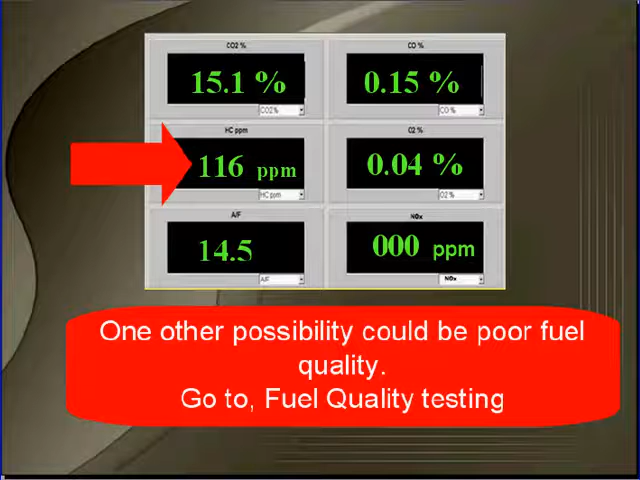 CO2 %
CO %
15.1 %
0.15 %
CO2 %
CO %
HC ppm
O2 %
116 ppm
0.04 %
HC ppm
O2 %
A/F
NOx
14.5
000 ppm
A/F
NOx
One other possibility could be poor fuel
quality.
Go to, Fuel Quality testing